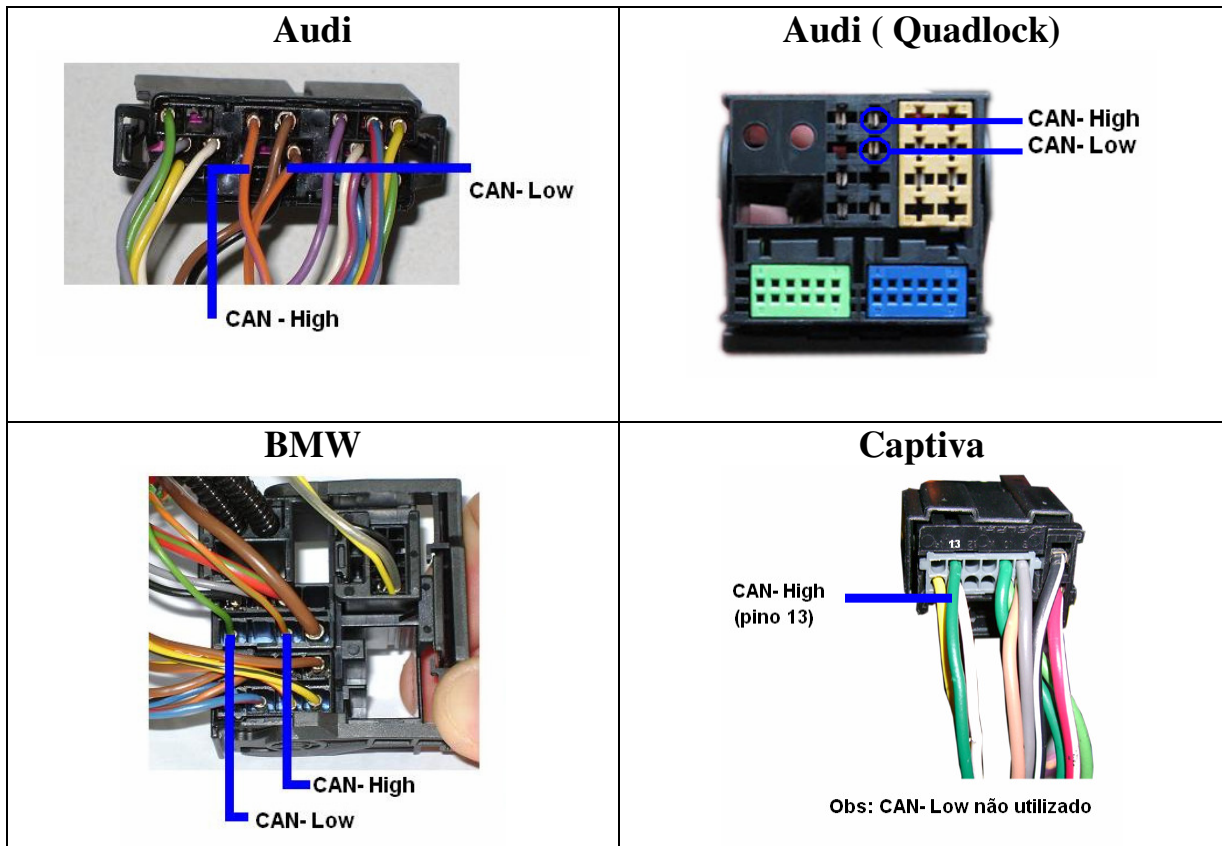 Audi
CAN- Low
CAN - High
Audi ( Quadlock)
CAN- High
CAN- Low
BMW
CAN- High
CAN- Low
Captiva
13
CAN- High
(pino 13)
Obs: CAN- Low não utilizado